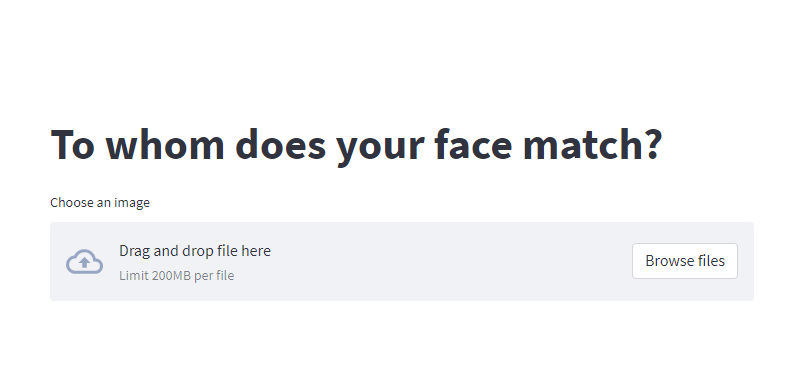 To whom does your face match?
Choose an image
Drag and drop file here
Limit 200MB per file
Browse files